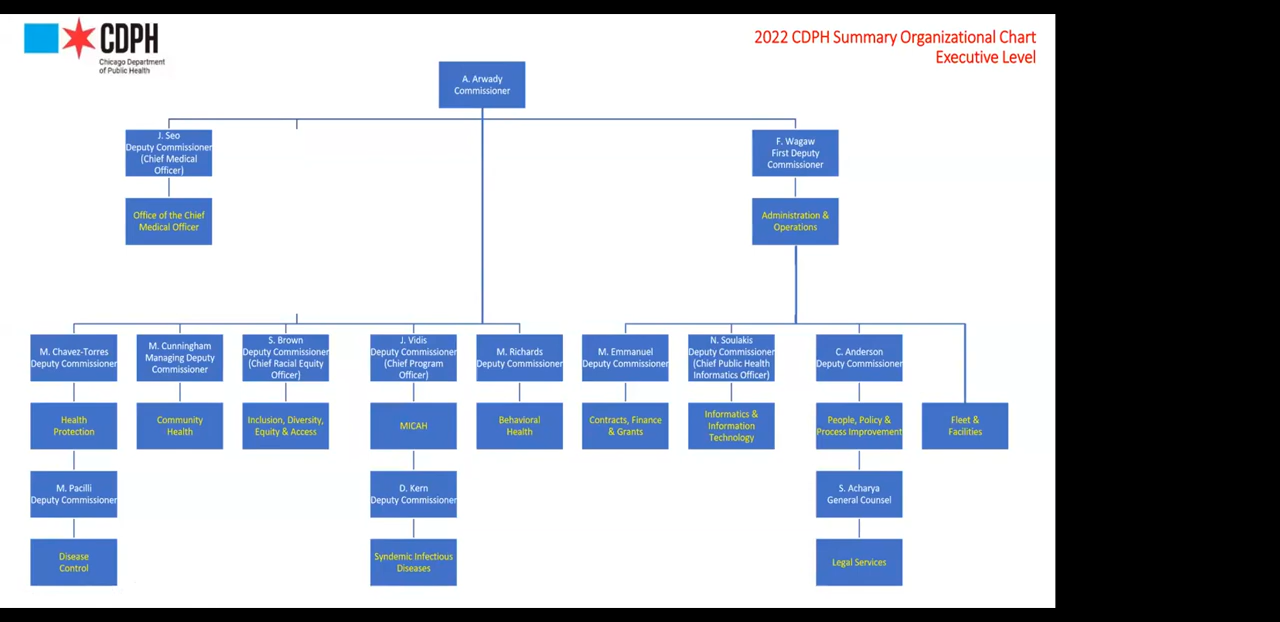 CDPH
Chicago Department
of Public Health
2022 CDPH Summary Organizational Chart
Executive Level
A. Arwady
Commissioner
J. Seo
Deputy Commissioner
(Chief Medical
Officer)
F. Wagaw
First Deputy
Commissioner
Office of the Chief
Medical Officer
Administration &
Operations
M. Chavez-Torres
Deputy Commissioner
M. Cunningham
Managing Deputy
Commissioner
S. Brown
Deputy Commissioner
(Chief Racial Equity
Officer)
J. Vidis
Deputy Commissioner
(Chief Program
Officer)
M. Richards
Deputy Commissioner
M. Emmanuel
Deputy Commissioner
N. Soulakis
Deputy Commissioner
(Chief Public Health
Informatics Officer)
C. Anderson
Deputy Commissioner
Health
Protection
Community
Health
Inclusion, Diversity,
Equity & Access
MICAH
Behavioral
Health
Contracts, Finance
& Grants
Informatics &
Information
Technology
People, Policy &
Process Improvement
Fleet &
Facilities
M. Pacilli
Deputy Commissioner
D. Kern
Deputy Commissioner
S. Acharya
General Counsel
Disease
Control
Syndemic Infectious
Diseases
Legal Services